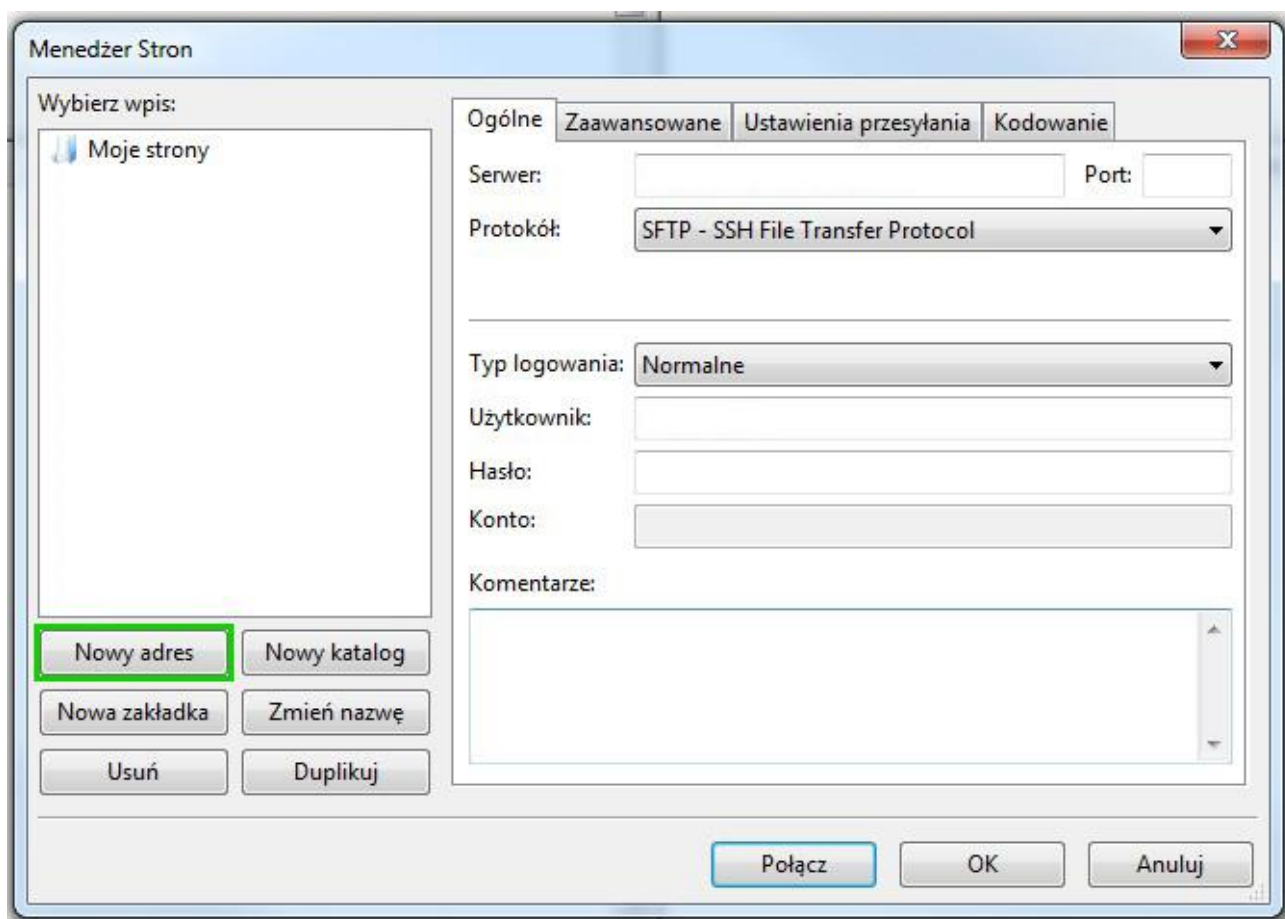 Menedżer Stron
Wybierz wpis:
Moje strony
Nowy adres
Nowy katalog
Nowa zakładka
Zmień nazwę
Usuń
Duplikuj
Ogólne
Zaawansowane
Ustawienia przesyłania
Kodowanie
Serwer:
Port:
Protokół:
SFTP - SSH File Transfer Protocol
Typ logowania:
Normalne
Użytkownik:
Hasło:
Konto:
Komentarze:
Połącz
OK
Anuluj